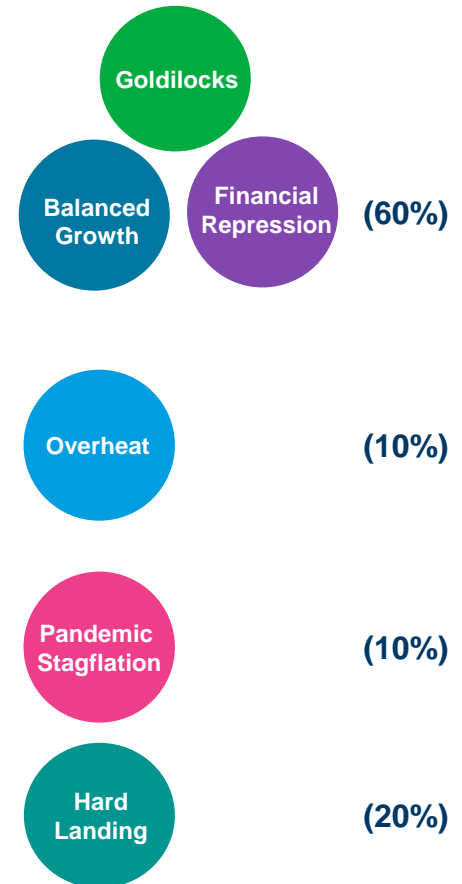 Goldilocks
Balanced
Growth
Financial
Repression
(60%)
Overheat
(10%)
Pandemic
Stagflation
(10%)
Hard
Landing
(20%)